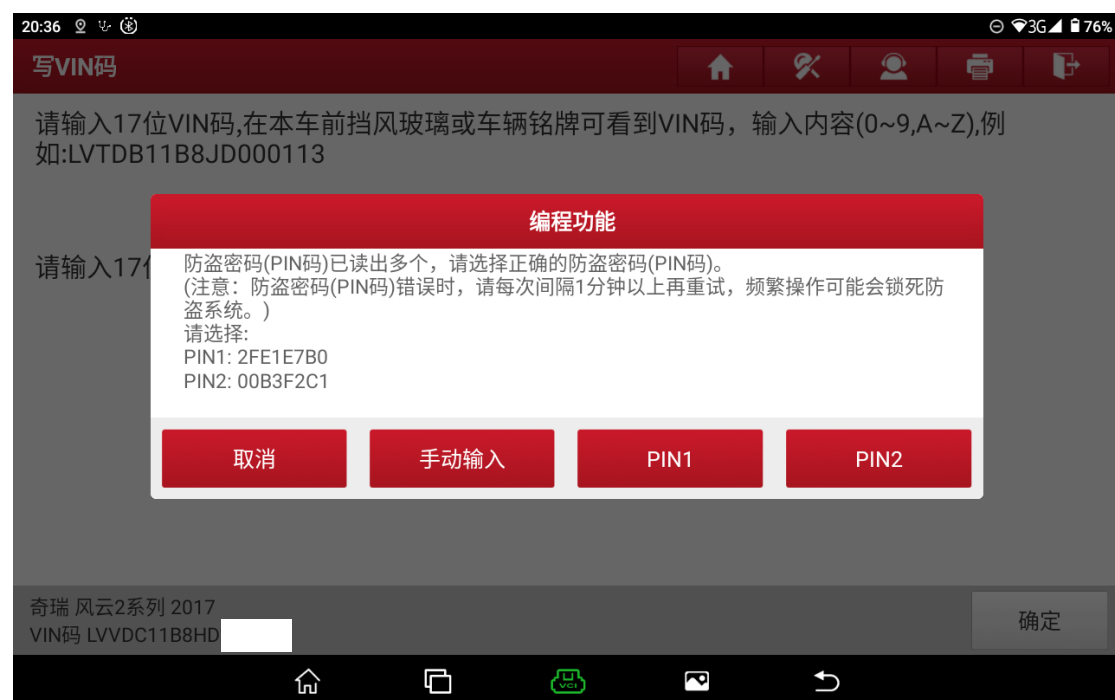 20:36
3G 76%
写VIN码
请输入17位VIN码,在本车前挡风玻璃或车辆铭牌可看到VIN码，输入内容(0~9,A~Z),例
如:LVTDB11B8JD000113
编程功能
请输入17
防盗密码(PIN码)已读出多个，请选择正确的防盗密码(PIN码)。
(注意：防盗密码(PIN码)错误时，请每次间隔1分钟以上再重试，频繁操作可能会锁死防
盗系统。)
请选择:
PIN1: 2FE1E7B0
PIN2: 00B3F2C1
取消 手动输入 PIN1 PIN2
奇瑞 风云2系列 2017
VIN码 LVVDC11B8HD
确定
VCI